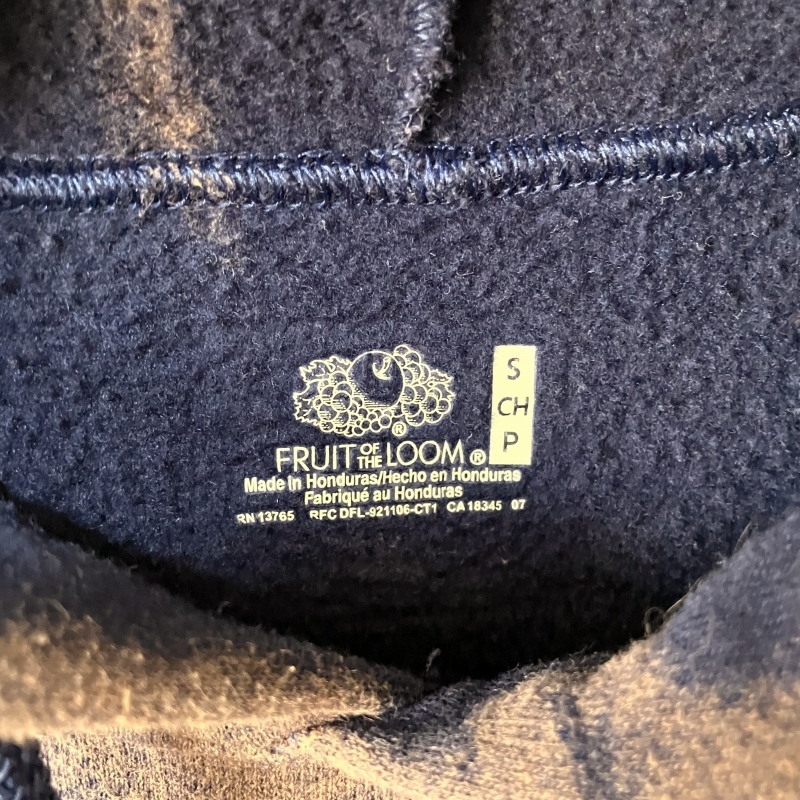 S
CH
P
®
FRUIT OF THE LOOM ®
Made in Honduras/Hecho en Honduras
Fabriqué au Honduras
RN 13765 RFC DFL-921106-CT1 CA 18345 07